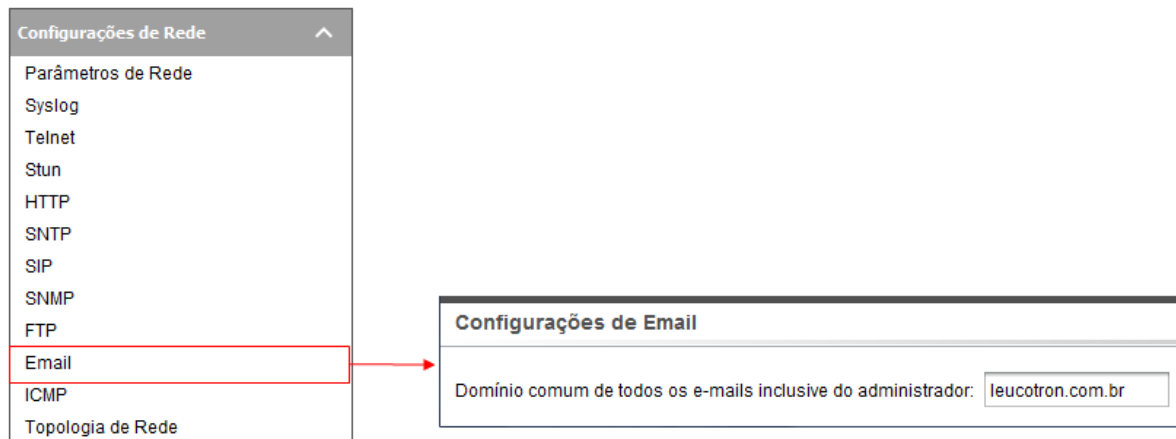 Configurações de Rede
Parâmetros de Rede
Syslog
Telnet
Stun
HTTP
SNTP
SIP
SNMP
FTP
Email
ICMP
Topologia de Rede
Configurações de Email
Domínio comum de todos os e-mails inclusive do administrador: leucotron.com.br